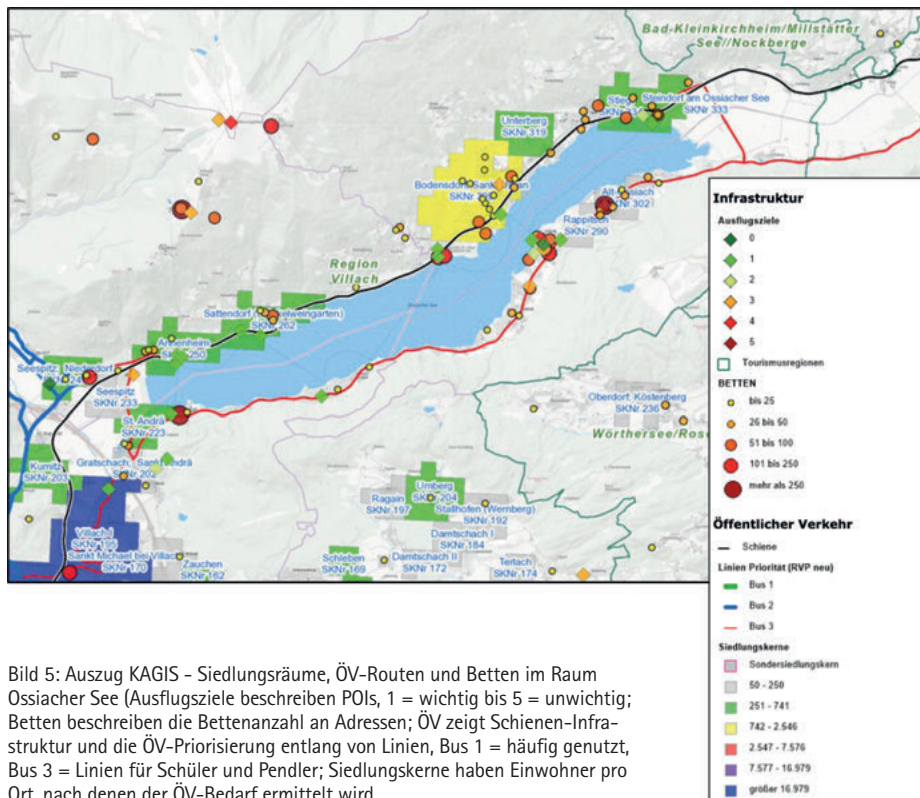 Bad-Kleinkirchheim/Millstätter
See//Nockberge
Steindorf am Ossiacher See
SKNr 333
Stieg
Unterberg
SKNr 319
Alt-Ossiach
SKNr 302
Rappitsch
SKNr 290
Region
Villach
SKNr 262
Annenheim
SKNr 250
Seespitz, Niederdorf
Seespitz
SKNr 233
St. Andrä
SKNr 223
Oberdorf, Köstenberg
SKNr 236
Wörthersee/Rose
Kumitz
SKNr 203
Gratschach, Sankt Andrä
SKNr 202
Umberg
SKNr 204
Ragain
SKNr 197
Stallhofen (Wernberg)
SKNr 192
Villach I
SKNr 195
Sankt Michael bei Villach
SKNr 170
Damtschach I
SKNr 184
Zauchen
SKNr 162
Schleben
SKNr 169
Damtschach II
SKNr 172
Terlach
SKNr 174
Infrastruktur
Ausflugsziele
0
1
2
3
4
5
Tourismusregionen
BETTEN
bis 25
26 bis 50
51 bis 100
101 bis 250
mehr als 250
Öffentlicher Verkehr
Schiene
Linien Priorität (RVP neu)
Bus 1
Bus 2
Bus 3
Siedlungskerne
Sondersiedlungskern
50 - 250
251 - 741
742 - 2.546
2.547 - 7.576
7.577 - 16.979
größer 16.979
Bild 5: Auszug KAGIS - Siedlungsräume, ÖV-Routen und Betten im Raum
Ossiacher See (Ausflugsziele beschreiben POIs, 1 = wichtig bis 5 = unwichtig;
Betten beschreiben die Bettenanzahl an Adressen; ÖV zeigt Schienen-Infra-
struktur und die ÖV-Priorisierung entlang von Linien, Bus 1 = häufig genutzt,
Bus 3 = Linien für Schüler und Pendler; Siedlungskerne haben Einwohner pro
Ort, nach denen der ÖV-Bedarf ermittelt wird